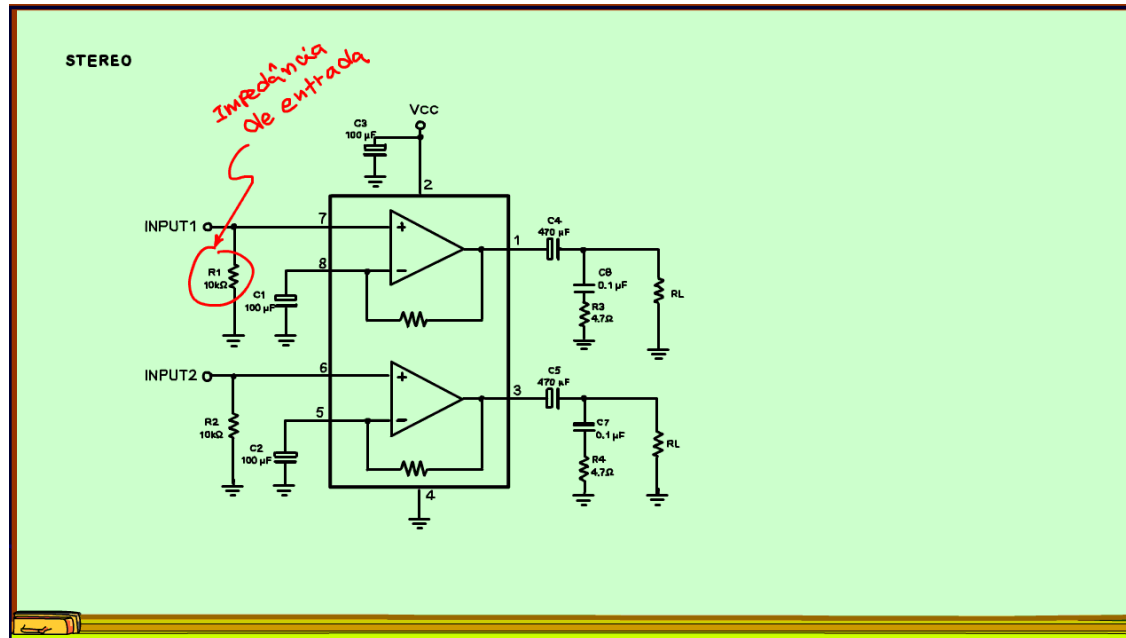 STEREO
Impedância
de entrada
VCC
C3
100 µF
2
INPUT1
7
R1
10kΩ
8
C1
100 µF
1
C4
470 µF
C6
0.1 µF
R3
4.7Ω
RL
INPUT2
6
R2
10kΩ
5
C2
100 µF
3
C5
470 µF
C7
0.1 µF
R4
4.7Ω
RL
4